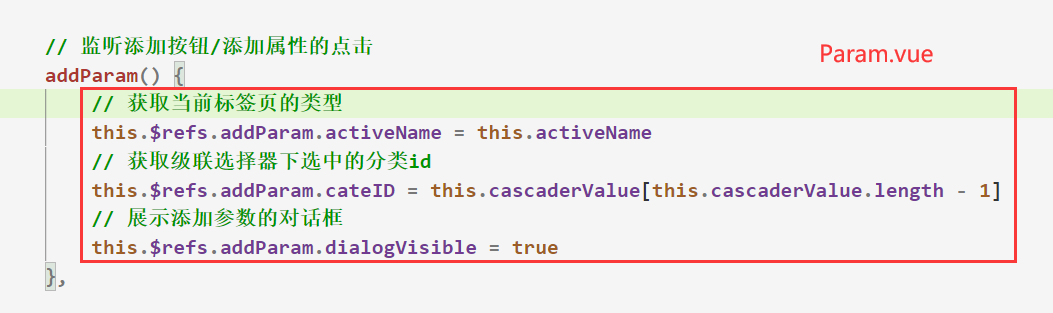 // 监听添加按钮/添加属性的点击
Param.vue
addParam() {
// 获取当前标签页的类型
this.$refs.addParam.activeName = this.activeName
// 获取级联选择器下选中的分类id
this.$refs.addParam.cateID = this.cascaderValue[this.cascaderValue.length - 1]
// 展示添加参数的对话框
this.$refs.addParam.dialogVisible = true
},